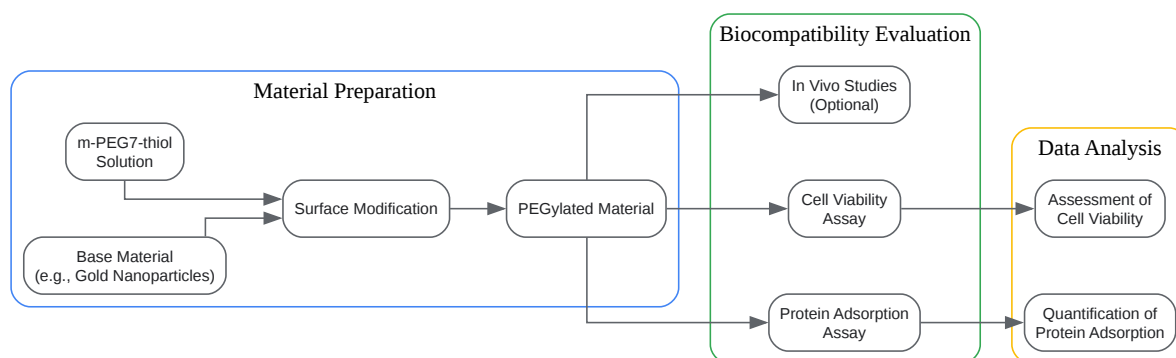 Biocompatibility Evaluation
Material Preparation
In Vivo Studies
(Optional)
m-PEG7-thiol
Solution
Data Analysis
Surface Modification
PEGylated Material
Cell Viability
Assay
Assessment of
Cell Viability
Base Material
(e.g., Gold Nanoparticles)
Protein Adsorption
Assay
Quantification of
Protein Adsorption